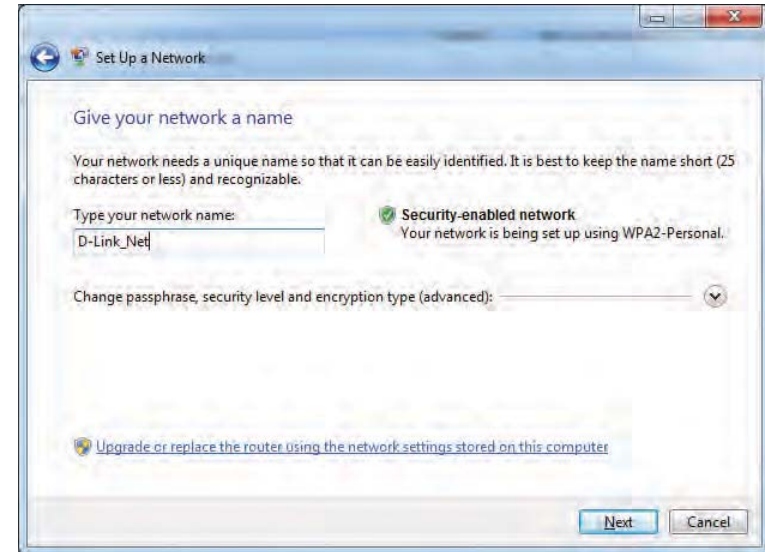 Set Up a Network
Give your network a name
Your network needs a unique name so that it can be easily identified. It is best to keep the name short (25
characters or less) and recognizable.
Type your network name:
Security-enabled network
Your network is being set up using WPA2-Personal.
D-Link_Net
Change passphrase, security level and encryption type (advanced):
Upgrade or replace the router using the network settings stored on this computer
Next Cancel